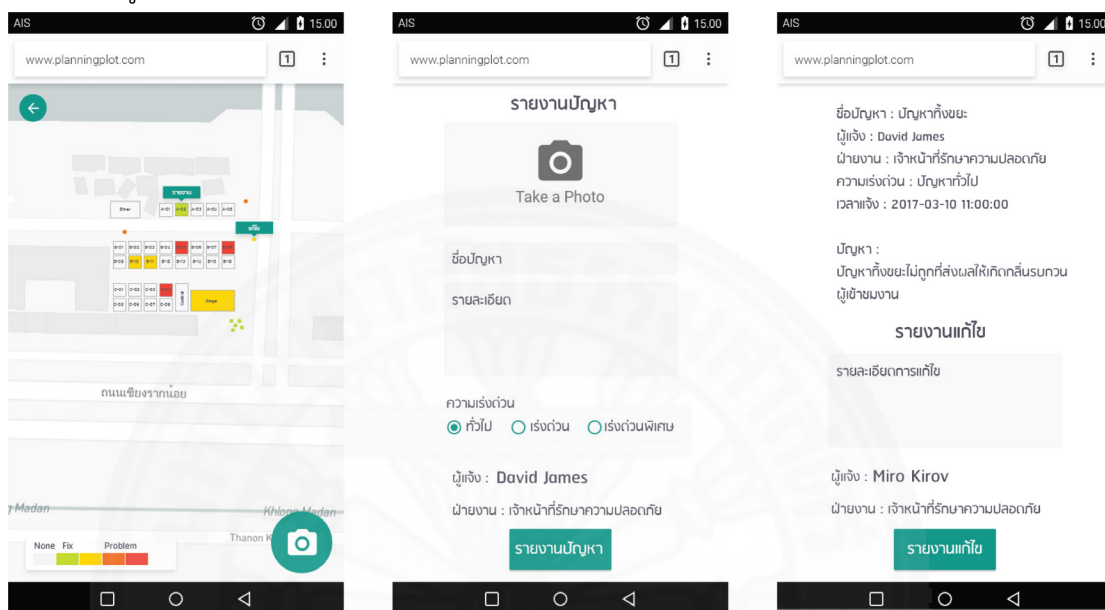 AIS
15.00
www.planningplot.com
1
รายงาน
แก้ไข
Diner
A-01
A-02
A-03
A-04
A-05
Stage
ถนนเชียงรากน้อย
Madan
Khlong Madan
Thanon K
None Fix Problem
AIS
15.00
www.planningplot.com
1
รายงานปัญหา
Take a Photo
ชื่อปัญหา
รายละเอียด
ความเร่งด่วน
ทั่วไป เร่งด่วน เร่งด่วนพิเศษ
ผู้แจ้ง : David James
ฝ่ายงาน : เจ้าหน้าที่รักษาความปลอดภัย
รายงานปัญหา
AIS
15.00
www.planningplot.com
1
ชื่อปัญหา : ปัญหาทิ้งขยะ
ผู้แจ้ง : David James
ฝ่ายงาน : เจ้าหน้าที่รักษาความปลอดภัย
ความเร่งด่วน : ปัญหาทั่วไป
เวลาแจ้ง : 2017-03-10 11:00:00
ปัญหา :
ปัญหาทิ้งขยะไม่ถูกที่ส่งผลให้เกิดกลิ่นรบกวน
ผู้เข้าชมงาน
รายงานแก้ไข
รายละเอียดการแก้ไข
ผู้แจ้ง : Miro Kirov
ฝ่ายงาน : เจ้าหน้าที่รักษาความปลอดภัย
รายงานแก้ไข